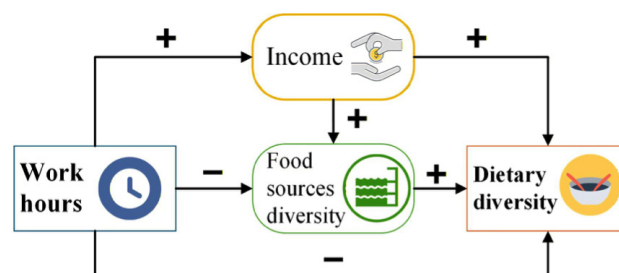 +
+
Income
+
Work
hours
−
Food
sources
diversity
+
Dietary
diversity
−